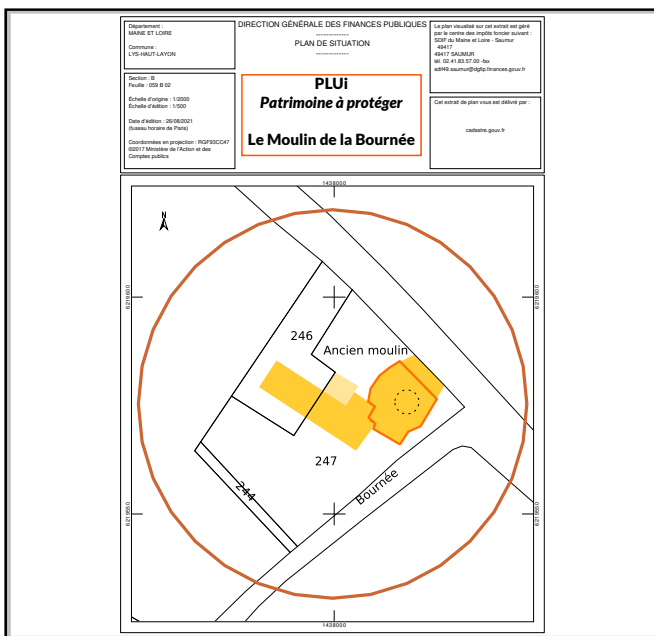 Département :
MAINE ET LOIRE
Commune :
LYS-HAUT-LAYON
Section : B
Feuille : 059 B 02
Échelle d'origine : 1/2000
Échelle d'édition : 1/500
Date d'édition : 26/08/2021
(fuseau horaire de Paris)
Coordonnées en projection : RGF93CC47
©2017 Ministère de l'Action et des
Comptes publics
DIRECTION GÉNÉRALE DES FINANCES PUBLIQUES
-------------
PLAN DE SITUATION
-------------
PLUi
Patrimoine à protéger
Le Moulin de la Bournée
Le plan visualisé sur cet extrait est géré
par le centre des impôts foncier suivant :
SDIF du Maine et Loire - Saumur
49417
49417 SAUMUR
tél. 02.41.83.57.00 -fax
sdif49.saumur@dgfip.finances.gouv.fr
Cet extrait de plan vous est délivré par :
cadastre.gouv.fr
1438000
N
6219600
6219600
246
Ancien moulin
247
244
Bournée
6219550
6219550
1438000